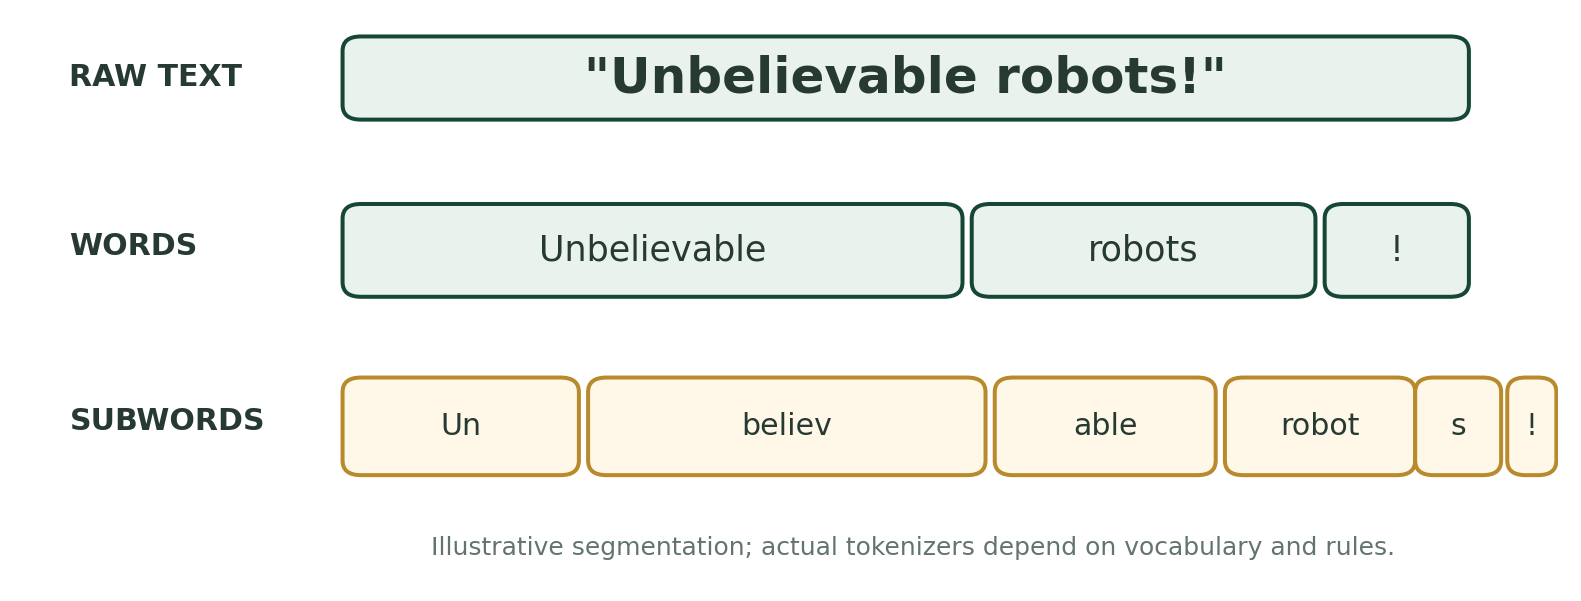 RAW TEXT "Unbelievable robots!"
WORDS Unbelievable robots !
SUBWORDS Un believ able robot s !
Illustrative segmentation; actual tokenizers depend on vocabulary and rules.